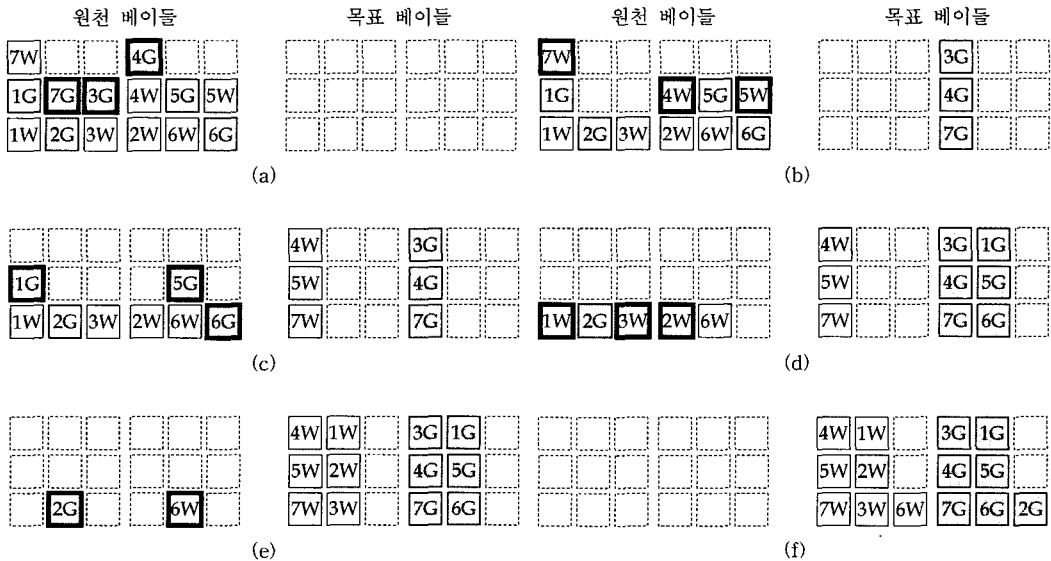 원천 베이들 목표 베이들 원천 베이들 목표 베이들
7W 4G 7W 3G
1G 7G 3G 4W 5G 5W 1G 4W 5G 5W 4G
1W 2G 3W 2W 6W 6G 1W 2G 3W 2W 6W 6G 7G
(a) (b)
4W 3G 4W 3G 1G
1G 5G 5W 4G 5W 4G 5G
1W 2G 3W 2W 6W 6G 7W 7G 1W 2G 3W 2W 6W 7W 7G 6G
(c) (d)
4W 1W 3G 1G 4W 1W 3G 1G
5W 2W 4G 5G 5W 2W 4G 5G
2G 6W 7W 3W 7G 6G 7W 3W 6W 7G 6G 2G
(e) (f)